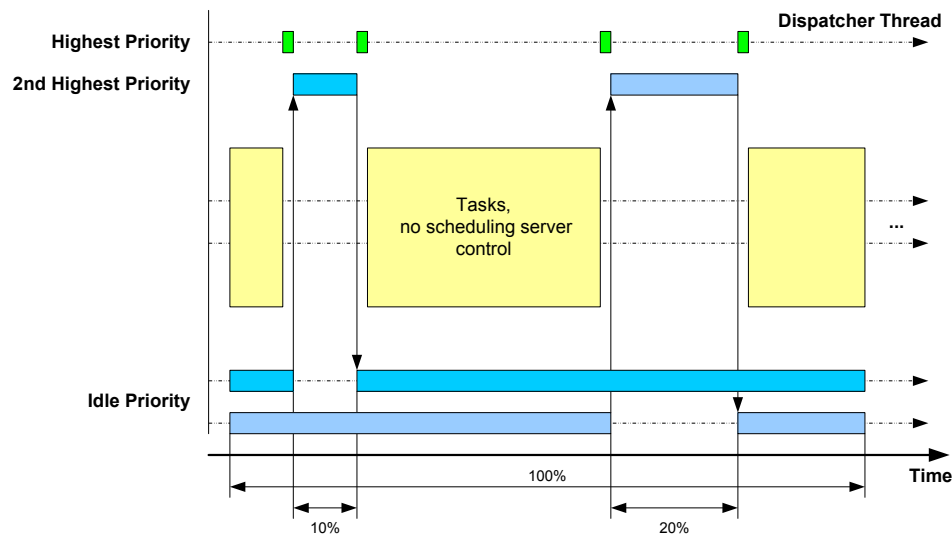 Dispatcher Thread
Highest Priority
2nd Highest Priority
Tasks,
no scheduling server
control
...
Idle Priority
Time
100%
10%
20%